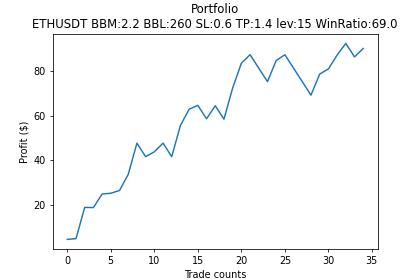 Portfolio
ETHUSDT BBM:2.2 BBL:260 SL:0.6 TP:1.4 lev:15 WinRatio:69.0
80
60
40
20
Profit ($)
0 5 10 15 20 25 30 35
Trade counts